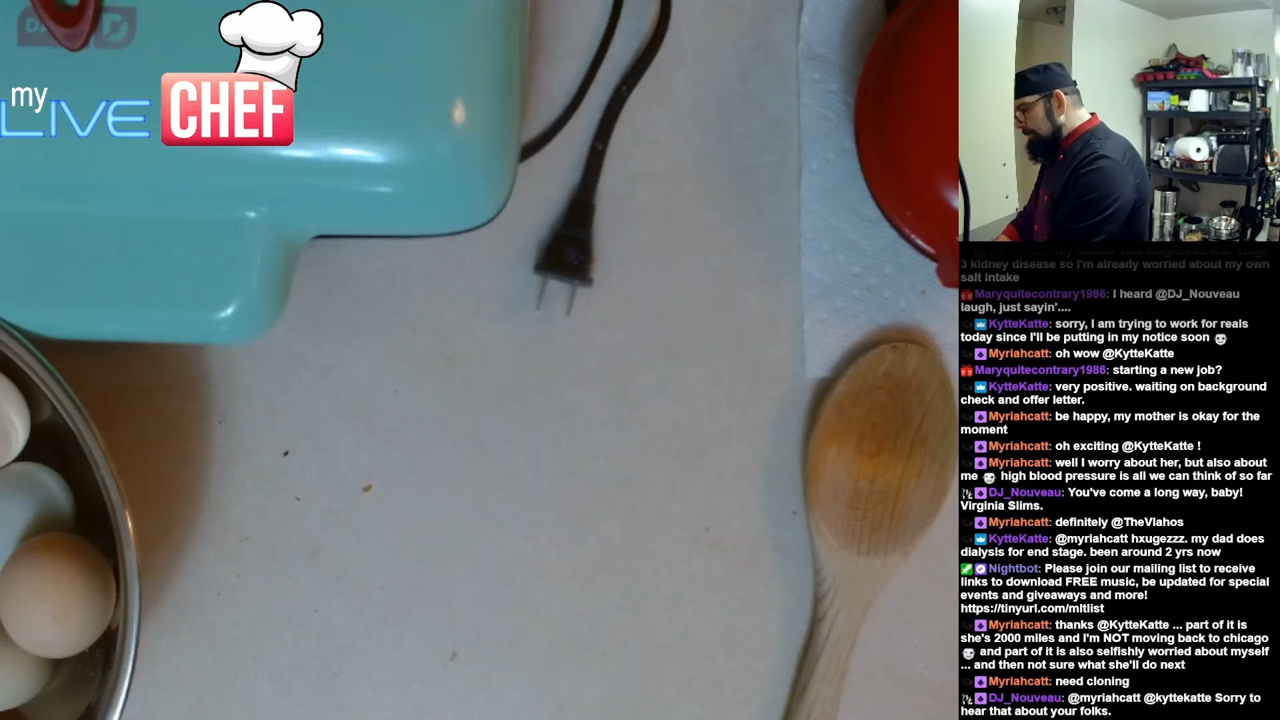 my
LIVE CHEF
3 kidney disease so I'm already worried about my own
salt intake
Maryquitecontrary1986: I heard @DJ_Nouveau
laugh, just sayin'....
KytteKatte: sorry, I am trying to work for reals
today since I'll be putting in my notice soon
Myriahcatt: oh wow @KytteKatte
Maryquitecontrary1986: starting a new job?
KytteKatte: very positive. waiting on background
check and offer letter.
Myriahcatt: be happy, my mother is okay for the
moment
Myriahcatt: oh exciting @KytteKatte !
Myriahcatt: well I worry about her, but also about
me high blood pressure is all we can think of so far
DJ_Nouveau: You've come a long way, baby!
Virginia Slims.
Myriahcatt: definitely @TheVlahos
KytteKatte: @myriahcatt hxugezzz. my dad does
dialysis for end stage. been around 2 yrs now
Nightbot: Please join our mailing list to receive
links to download FREE music, be updated for special
events and giveaways and more!
https://tinyurl.com/mltlist
Myriahcatt: thanks @KytteKatte ... part of it is
she's 2000 miles and I'm NOT moving back to chicago
and part of it is also selfishly worried about myself
... and then not sure what she'll do next
Myriahcatt: need cloning
DJ_Nouveau: @myriahcatt @kyttekatte Sorry to
hear that about your folks.